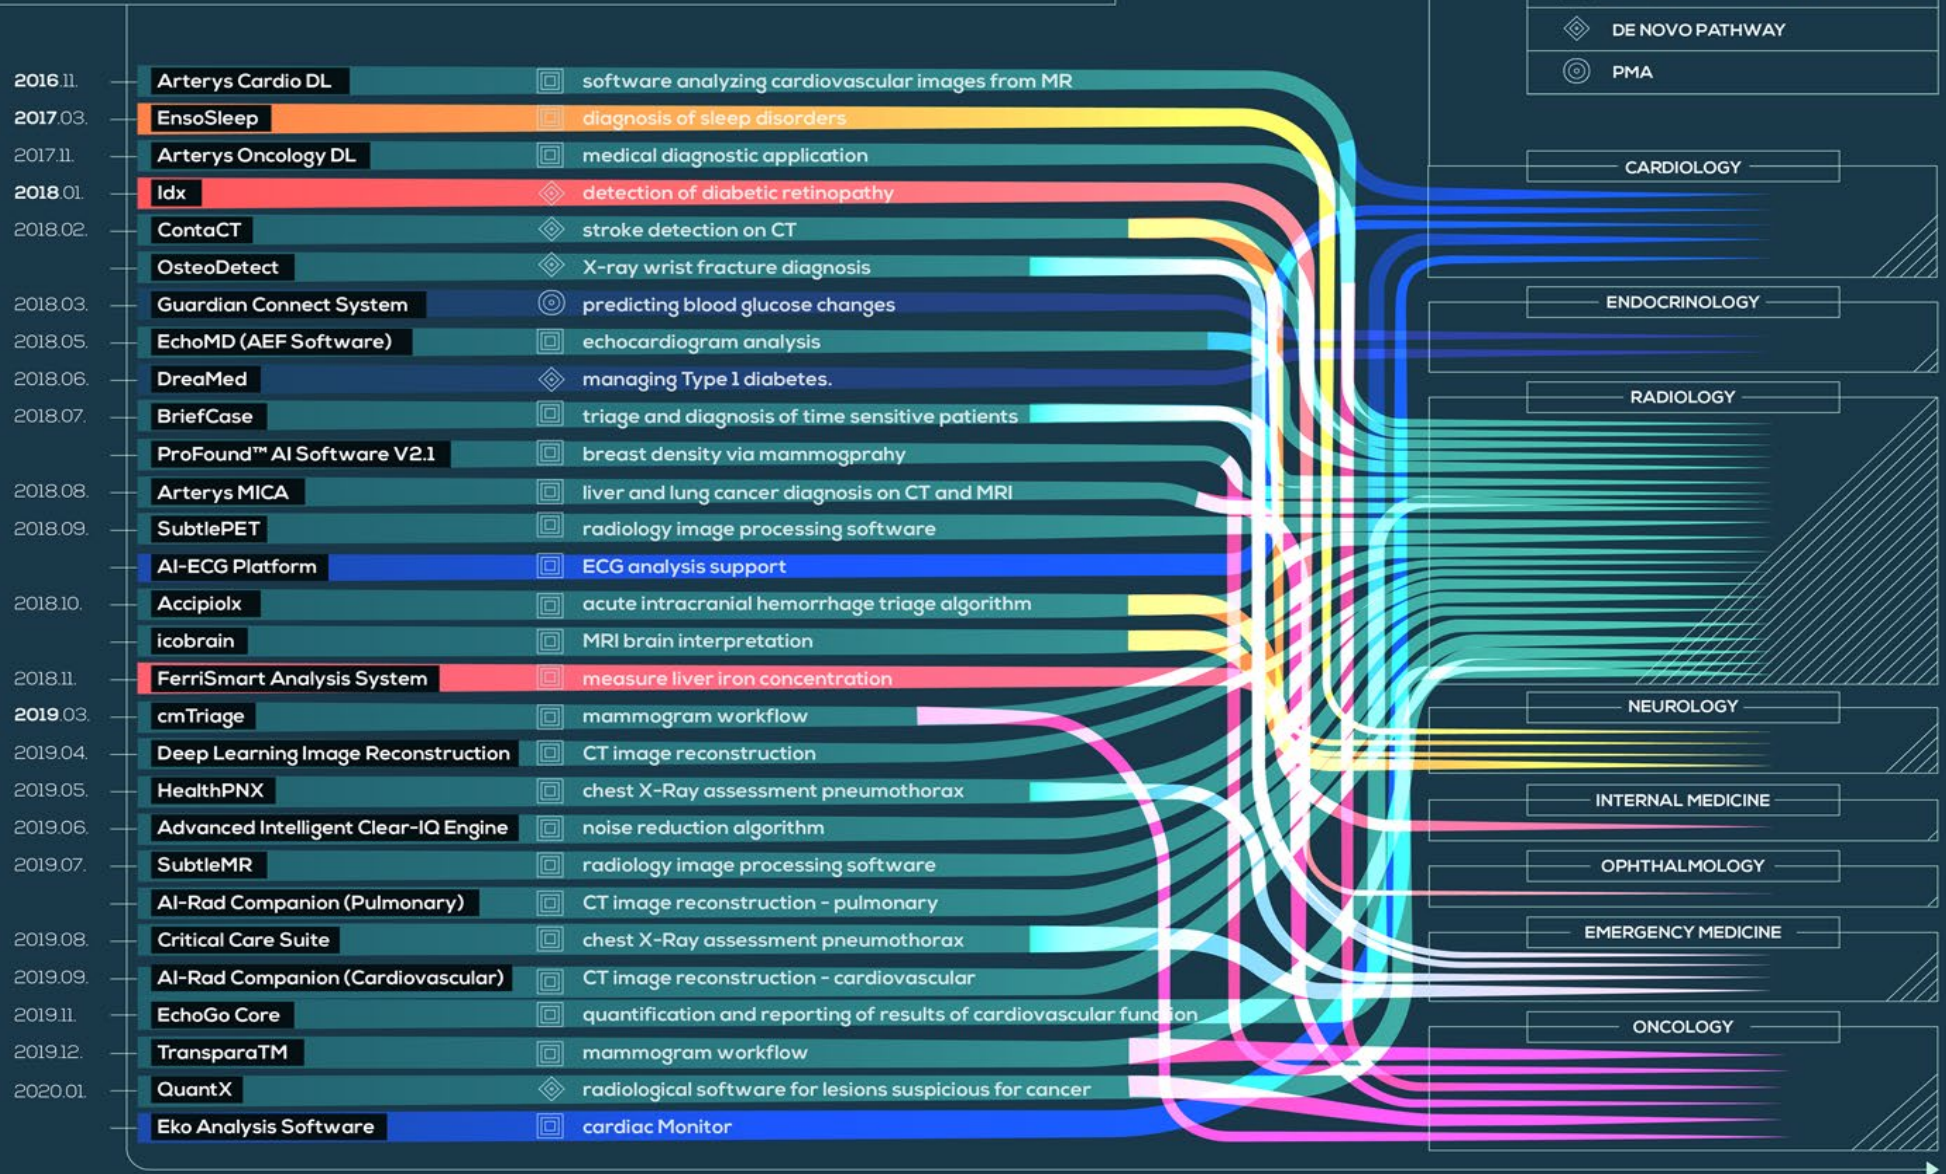 DE NOVO PATHWAY
PMA
2016.11. Arterys Cardio DL software analyzing cardiovascular images from MR
2017.03. EnsoSleep diagnosis of sleep disorders
2017.11. Arterys Oncology DL medical diagnostic application
2018.01. Idx detection of diabetic retinopathy
2018.02. ContaCT stroke detection on CT
OsteoDetect X-ray wrist fracture diagnosis
2018.03. Guardian Connect System predicting blood glucose changes
2018.05. EchoMD (AEF Software) echocardiogram analysis
2018.06. DreaMed managing Type 1 diabetes.
2018.07. BriefCase triage and diagnosis of time sensitive patients
ProFound™ AI Software V2.1 breast density via mammogprahy
2018.08. Arterys MICA liver and lung cancer diagnosis on CT and MRI
2018.09. SubtlePET radiology image processing software
AI-ECG Platform ECG analysis support
2018.10. Accipiolx acute intracranial hemorrhage triage algorithm
icobrain MRI brain interpretation
2018.11. FerriSmart Analysis System measure liver iron concentration
2019.03. cmTriage mammogram workflow
2019.04. Deep Learning Image Reconstruction CT image reconstruction
2019.05. HealthPNX chest X-Ray assessment pneumothorax
2019.06. Advanced Intelligent Clear-IQ Engine noise reduction algorithm
2019.07. SubtleMR radiology image processing software
AI-Rad Companion (Pulmonary) CT image reconstruction - pulmonary
2019.08. Critical Care Suite chest X-Ray assessment pneumothorax
2019.09. AI-Rad Companion (Cardiovascular) CT image reconstruction - cardiovascular
2019.11. EchoGo Core quantification and reporting of results of cardiovascular function
2019.12. TransparaTM mammogram workflow
2020.01. QuantX radiological software for lesions suspicious for cancer
Eko Analysis Software cardiac Monitor
CARDIOLOGY
ENDOCRINOLOGY
RADIOLOGY
NEUROLOGY
INTERNAL MEDICINE
OPHTHALMOLOGY
EMERGENCY MEDICINE
ONCOLOGY